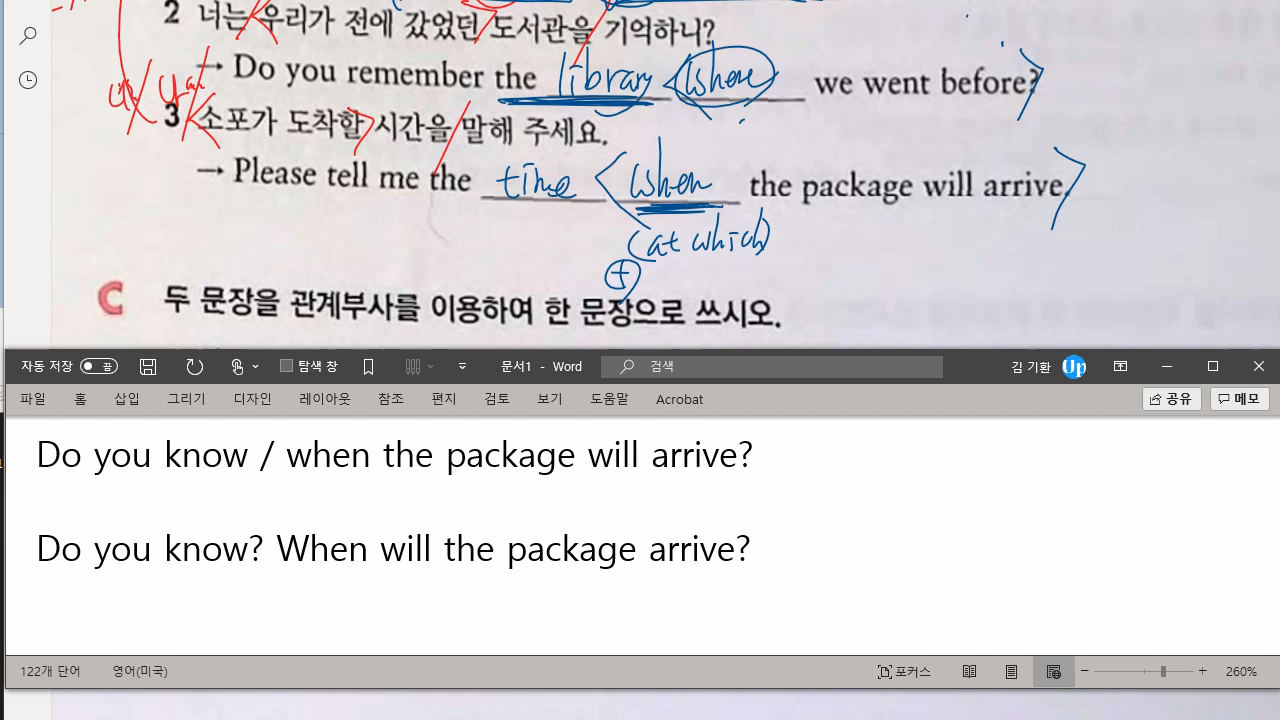 2 너는 우리가 전에 갔었던 도서관을 기억하니?
→ Do you remember the library where we went before?
3 소포가 도착할 시간을 말해 주세요.
→ Please tell me the time when the package will arrive.
(at which)
+
C 두 문장을 관계부사를 이용하여 한 문장으로 쓰시오.
자동 저장 끔 탐색 창 문서1 - Word 검색 김 기환 Up
파일 홈 삽입 그리기 디자인 레이아웃 참조 편지 검토 보기 도움말 Acrobat 공유 메모
Do you know / when the package will arrive?
Do you know? When will the package arrive?
122개 단어 영어(미국) 포커스 260%